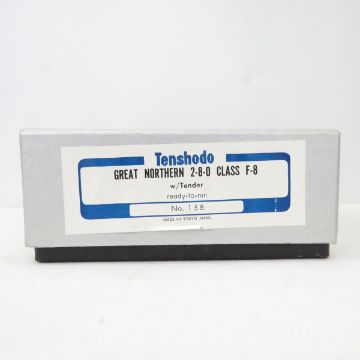 Tenshodo
GREAT NORTHERN 2-8-0 CLASS F-8
w/Tender
ready-to-run
No. 158
MADE IN TOKYO JAPAN